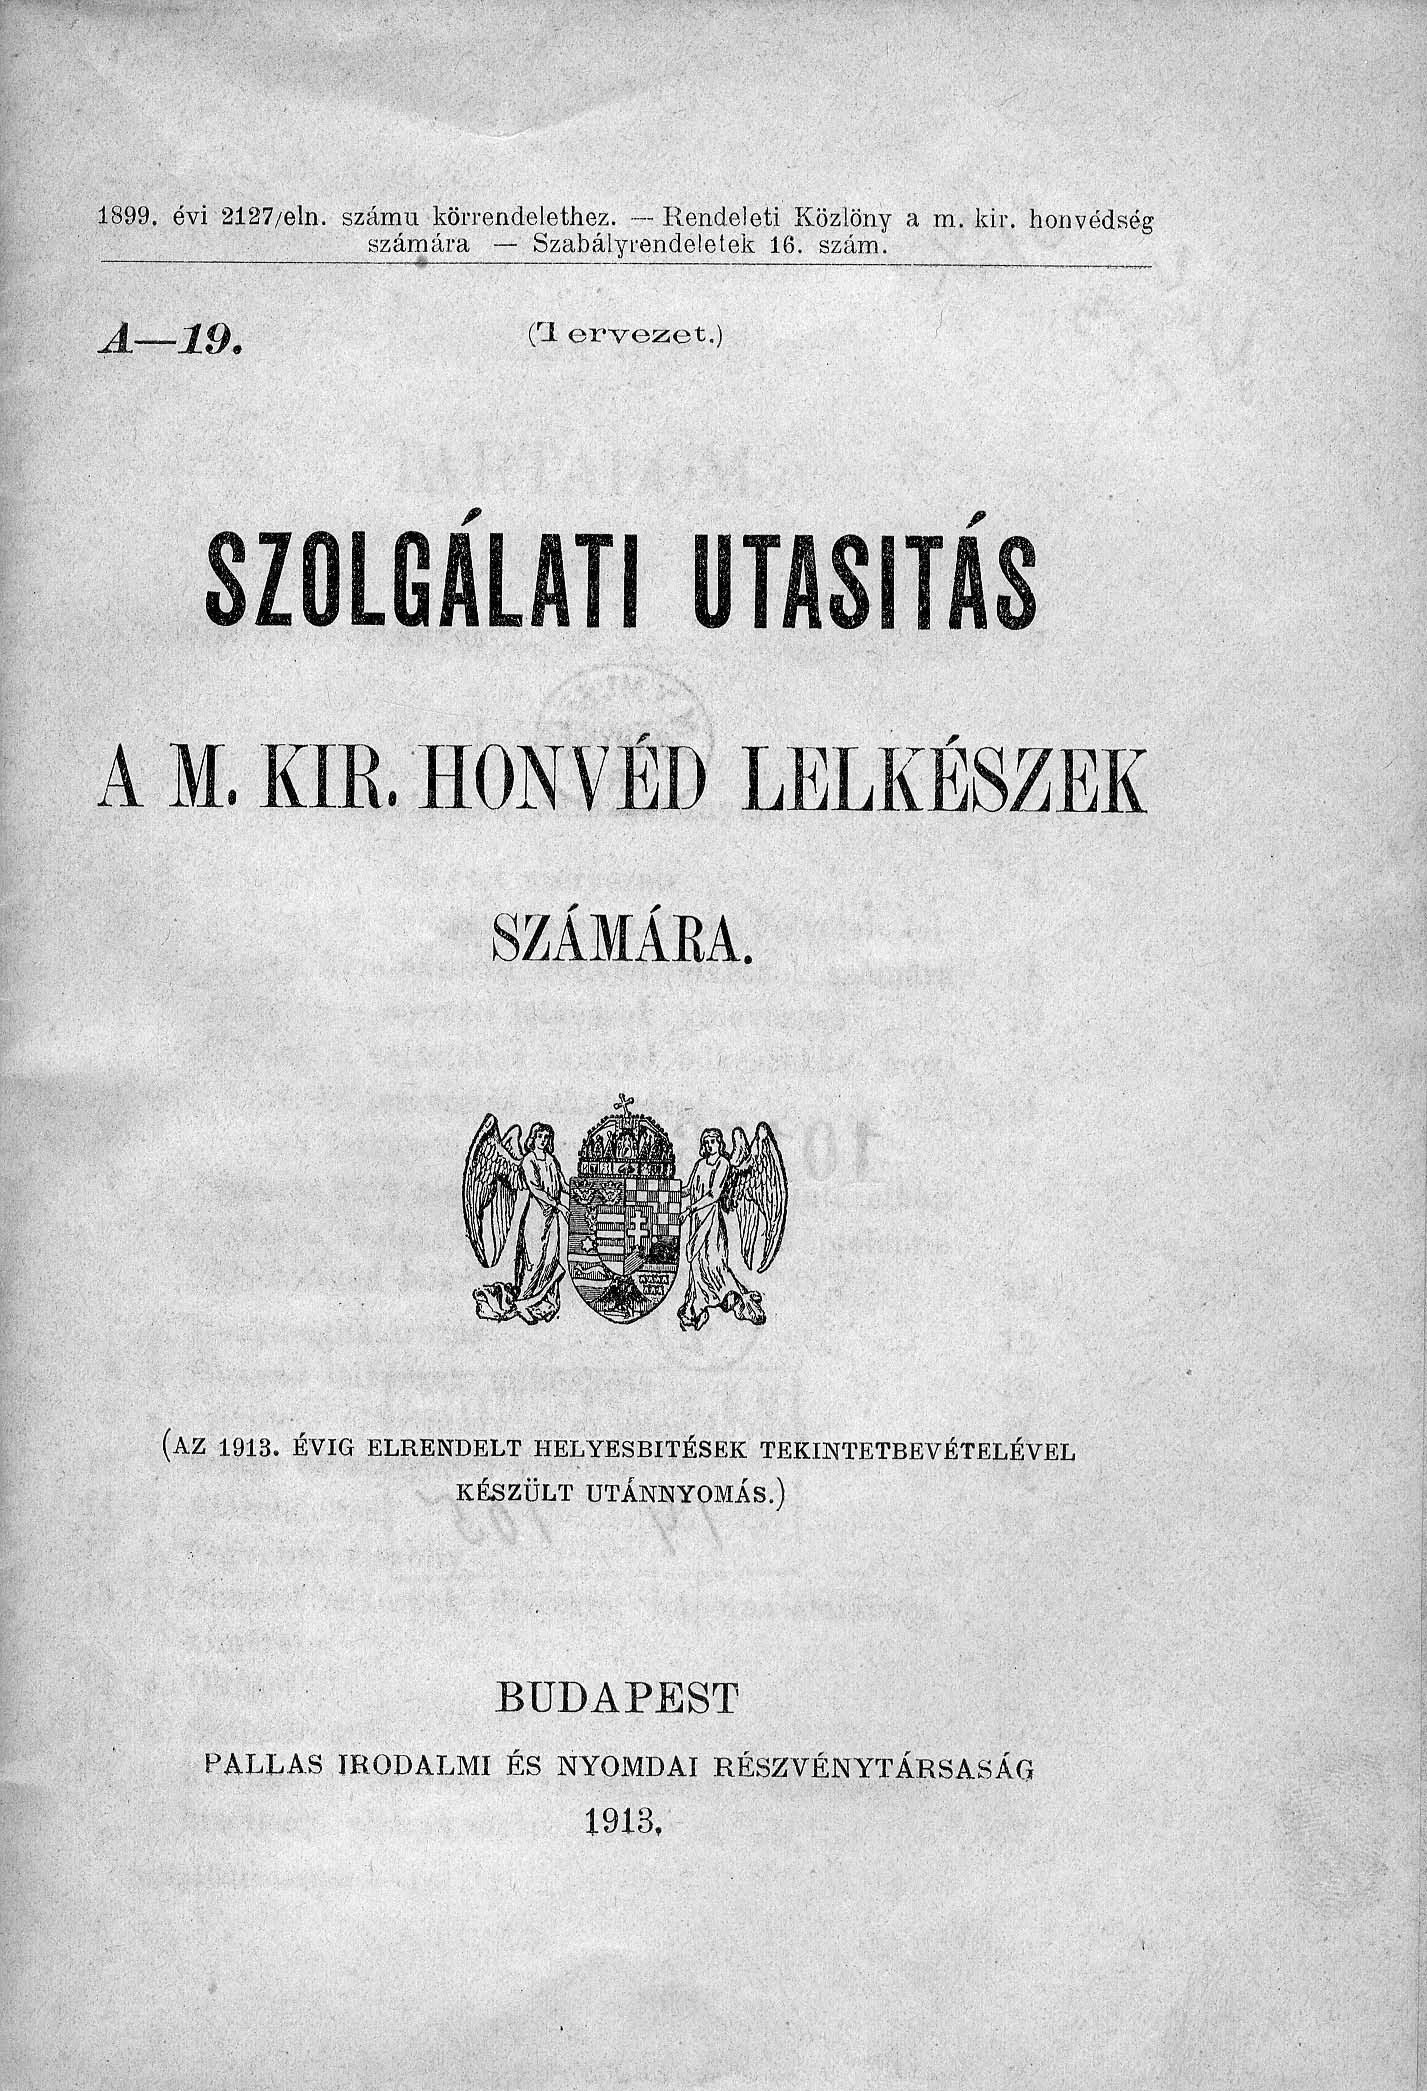 1899. évi 2127/eln. számu körrendelethez. — Rendeleti Közlöny a m. kir. honvédség
számára — Szabályrendeletek 16. szám.
A—19.
(Tervezet.)
SZOLGÁLATI UTASITÁS
A M. KIR. HONVÉD LELKÉSZEK
SZÁMÁRA.
(AZ 1913. ÉVIG ELRENDELT HELYESBITÉSEK TEKINTETBEVÉTELÉVEL
KÉSZÜLT UTÁNNYOMÁS.)
BUDAPEST
PALLAS IRODALMI ÉS NYOMDAI RÉSZVÉNYTÁRSASÁG
1913.